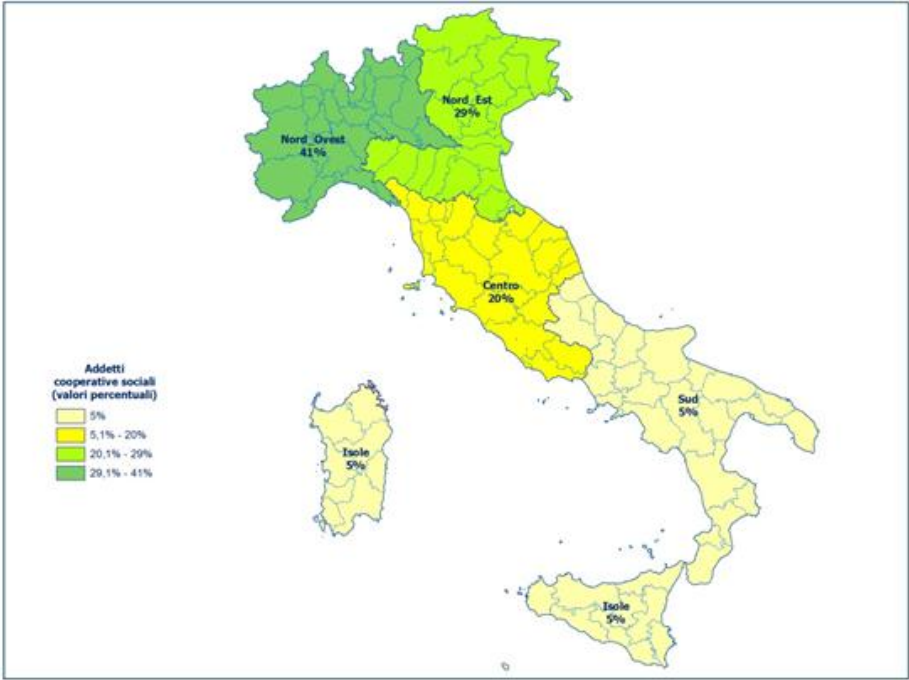 Nord_Est
29%
Nord_Ovest
41%
Centro
20%
Addetti
cooperative sociali
(valori percentuali)
5%
5,1% - 20%
20,1% - 29%
29,1% - 41%
Sud
5%
Isole
5%
Isole
5%